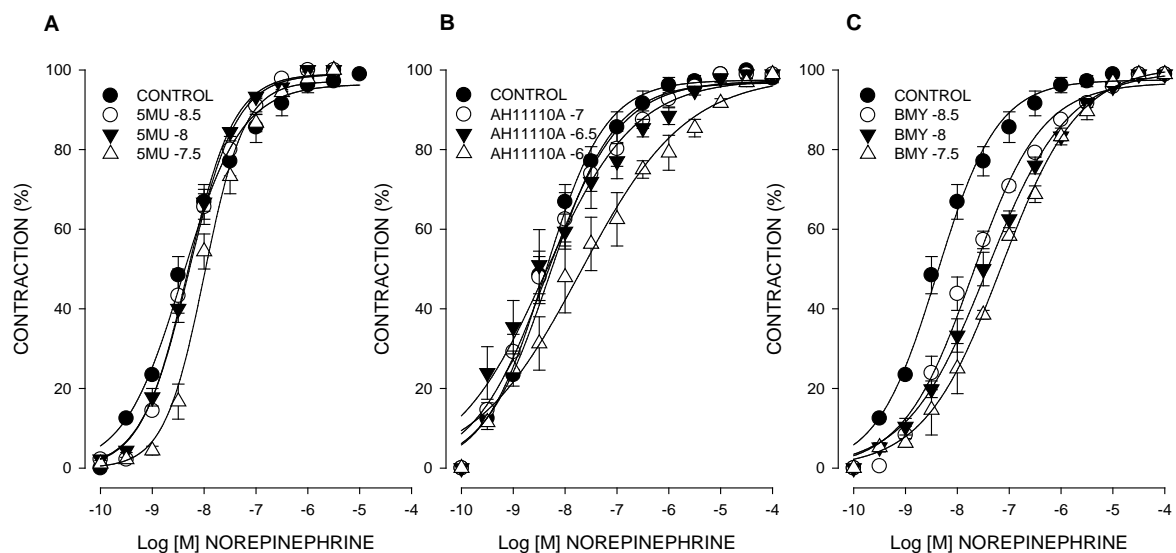 A
B
C
CONTROL
5MU -8.5
5MU -8
5MU -7.5
CONTROL
AH11110A -7
AH11110A -6.5
AH11110A -6
CONTROL
BMY -8.5
BMY -8
BMY -7.5
CONTRACTION (%)
100
80
60
40
20
0
CONTRACTION (%)
100
80
60
40
20
0
CONTRACTION (%)
100
80
60
40
20
0
-10 -9 -8 -7 -6 -5 -4
-10 -9 -8 -7 -6 -5 -4
-10 -9 -8 -7 -6 -5 -4
Log [M] NOREPINEPHRINE
Log [M] NOREPINEPHRINE
Log [M] NOREPINEPHRINE